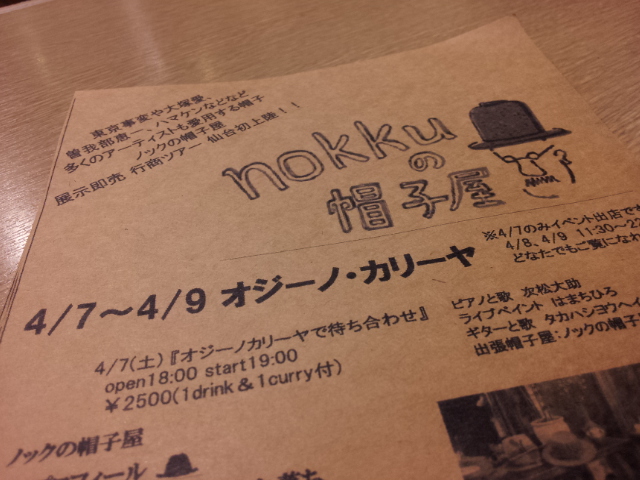 東京事変や大塚愛、
曽我部恵一、ハマケンなどなど
多くのアーティストも愛用する帽子
ノックの帽子屋
展示即売 行商ツアー 仙台初上陸！！
nokku
の
帽子屋
※4/7のみイベント出店です
4/8、4/9 11:30〜2
どなたでもご覧になれ
4/7〜4/9 オジーノ・カリーヤ
4/7(土)『オジーノカリーヤで待ち合わせ』
open18:00 start19:00
￥2500(1drink＆1curry付)
ピアノと歌 友松大助
ライブペイント はまちひろ
ギターと歌 タカハシヨウヘイ
出張帽子屋：ノックの帽子
ノックの帽子屋
フィール